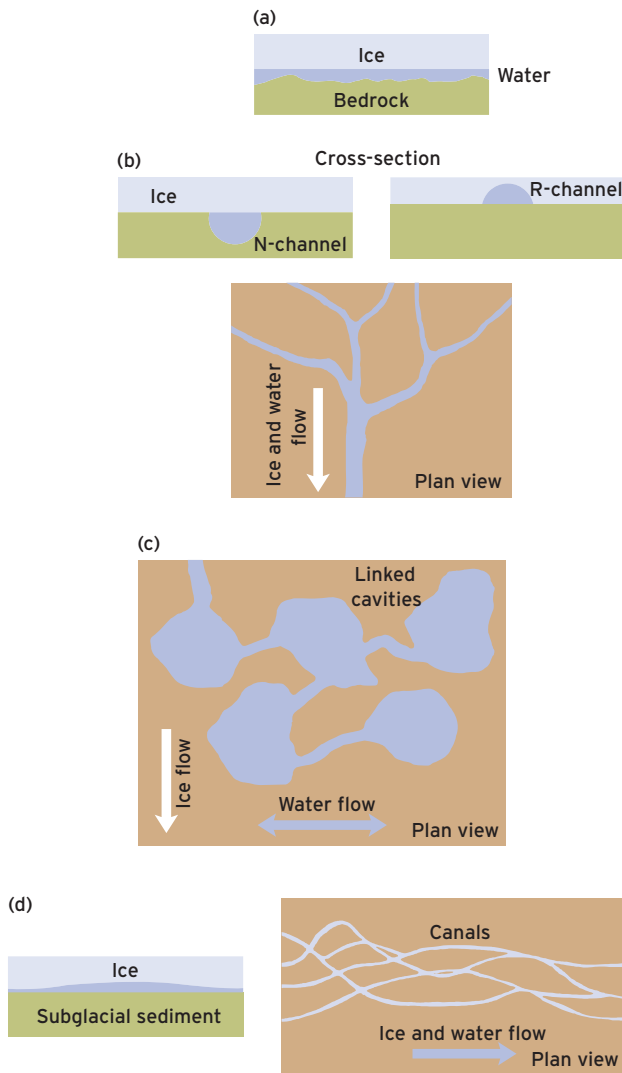 (a)
Ice
Water
Bedrock
(b)
Cross-section
Ice
N-channel
R-channel
Ice and water
flow
Plan view
(c)
Linked
cavities
Ice flow
Water flow
Plan view
(d)
Ice
Subglacial sediment
Canals
Ice and water flow
Plan view